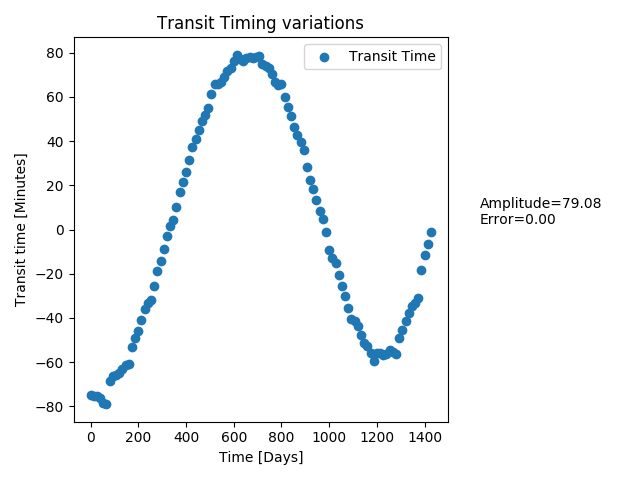 Transit Timing variations
Transit Time
80
60
40
20
0
−20
−40
−60
−80
Transit time [Minutes]
0 200 400 600 800 1000 1200 1400
Time [Days]
Amplitude=79.08
Error=0.00